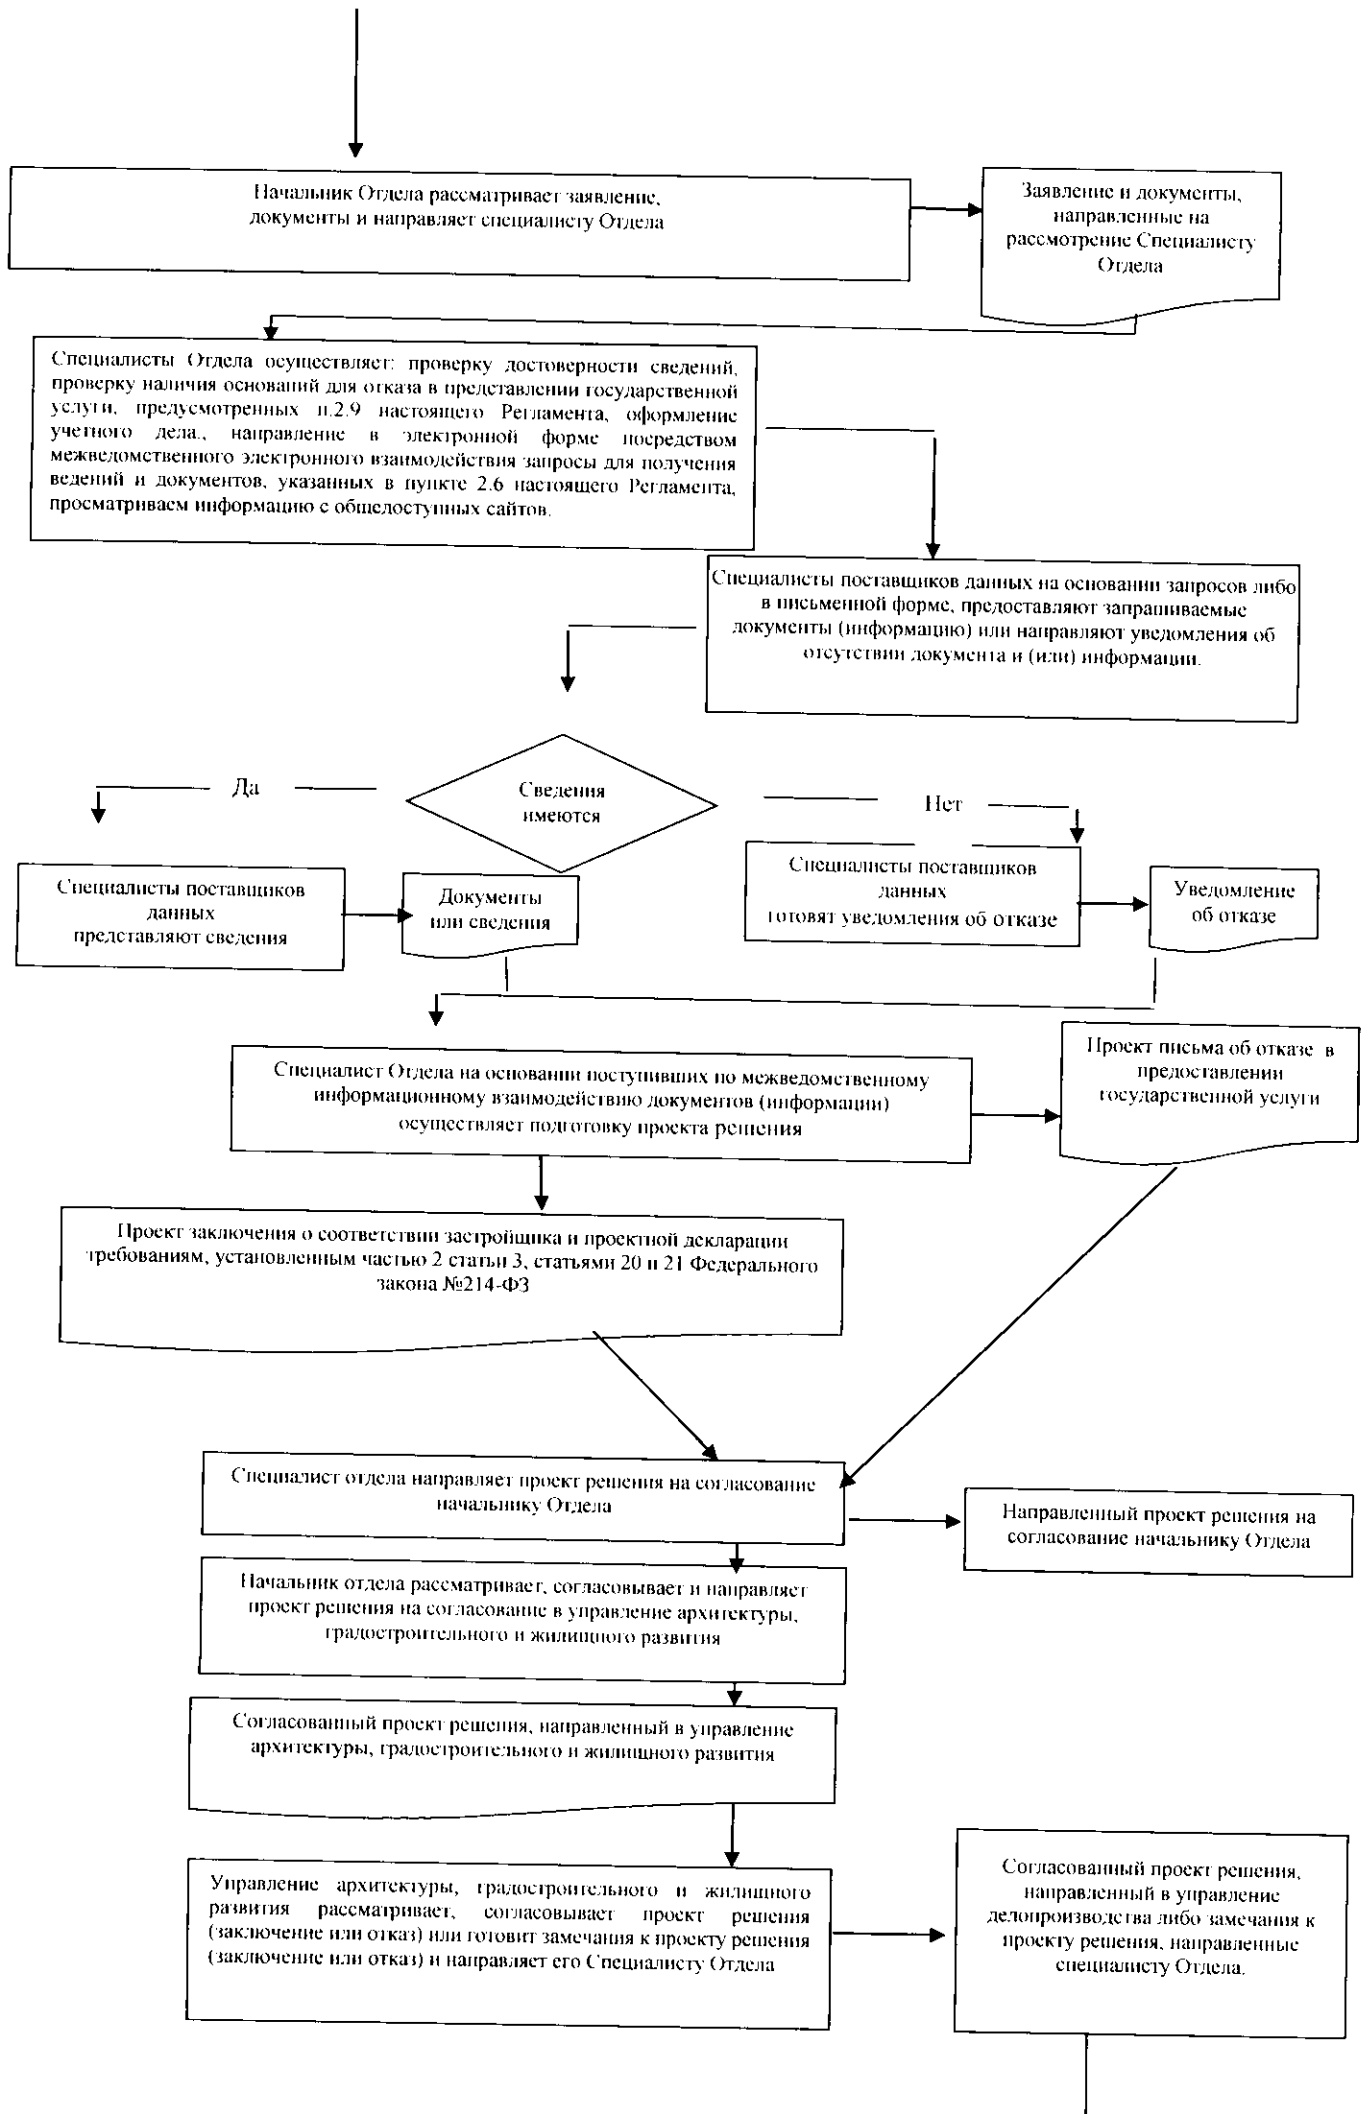 Начальник Отдела рассматривает заявление,
документы и направляет специалисту Отдела
Заявление и документы,
направленные на
рассмотрение Специалисту
Отдела
Специалисты Отдела осуществляет: проверку достоверности сведений,
проверку наличия оснований для отказа в представлении государственной
услуги, предусмотренных п.2.9 настоящего Регламента, оформление
учетного дела., направление в электронной форме посредством
межведомственного электронного взаимодействия запросы для получения
ведений и документов, указанных в пункте 2.6 настоящего Регламента,
просматриваем информацию с общедоступных сайтов.
Специалисты поставщиков данных на основании запросов либо
в письменной форме, предоставляют запрашиваемые
документы (информацию) или направляют уведомления об
отсутствии документа и (или) информации.
Да
Сведения
имеются
Нет
Специалисты поставщиков
данных
представляют сведения
Документы
или сведения
Специалисты поставщиков
данных
готовят уведомления об отказе
Уведомление
об отказе
Специалист Отдела на основании поступивших по межведомственному
информационному взаимодействию документов (информации)
осуществляет подготовку проекта решения
Проект письма об отказе в
предоставлении
государственной услуги
Проект заключения о соответствии застройщика и проектной декларации
требованиям, установленным частью 2 статьи 3, статьями 20 и 21 Федерального
закона №214-ФЗ
Специалист отдела направляет проект решения на согласование
начальнику Отдела
Направленный проект решения на
согласование начальнику Отдела
Начальник отдела рассматривает, согласовывает и направляет
проект решения на согласование в управление архитектуры,
градостроительного и жилищного развития
Согласованный проект решения, направленный в управление
архитектуры, градостроительного и жилищного развития
Управление архитектуры, градостроительного и жилищного
развития рассматривает, согласовывает проект решения
(заключение или отказ) или готовит замечания к проекту решения
(заключение или отказ) и направляет его Специалисту Отдела
Согласованный проект решения,
направленный в управление
делопроизводства либо замечания к
проекту решения, направленные
специалисту Отдела.